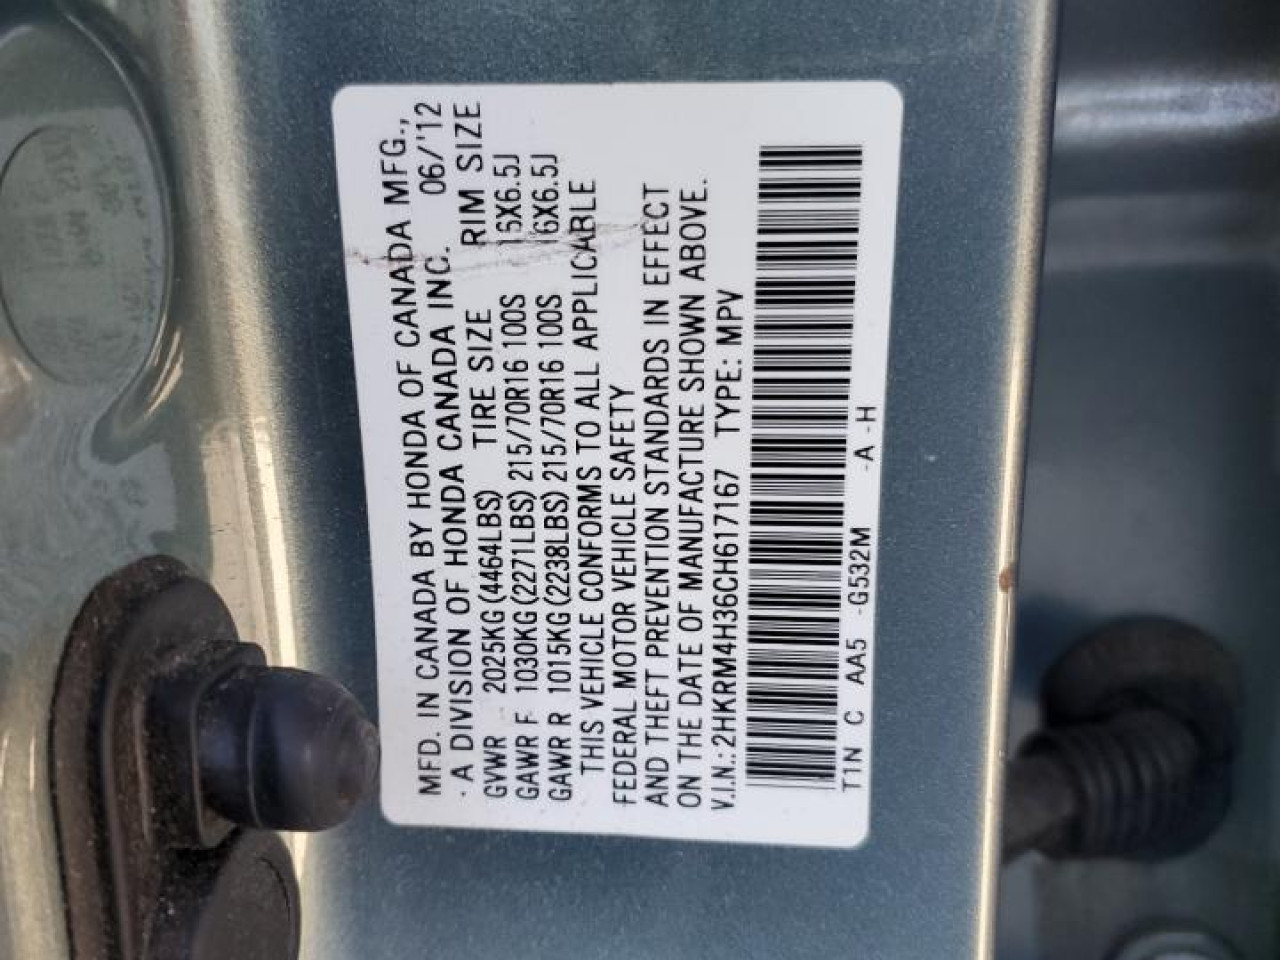 MFD. IN CANADA BY HONDA OF CANADA MFG.,
A DIVISION OF HONDA CANADA INC. 06/'12
GVWR 2025KG (4464LBS) TIRE SIZE RIM SIZE
GAWR F 1030KG (2271LBS) 215/70R16 100S 16X6.5J
GAWR R 1015KG (2238LBS) 215/70R16 100S 16X6.5J
THIS VEHICLE CONFORMS TO ALL APPLICABLE
FEDERAL MOTOR VEHICLE SAFETY
AND THEFT PREVENTION STANDARDS IN EFFECT
ON THE DATE OF MANUFACTURE SHOWN ABOVE.
V.I.N.: 2HKRM4H36CH617167 TYPE: MPV
T1N C AA5 -G532M -A -H